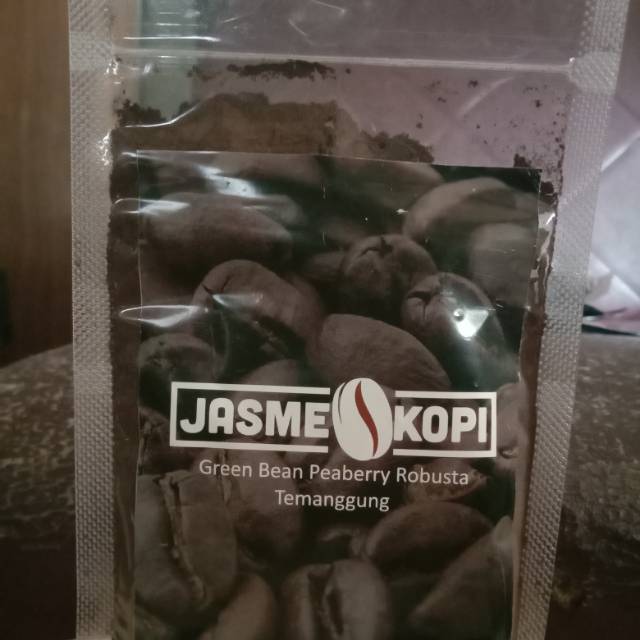 JASME KOPI
Green Bean Peaberry Robusta
Temanggung